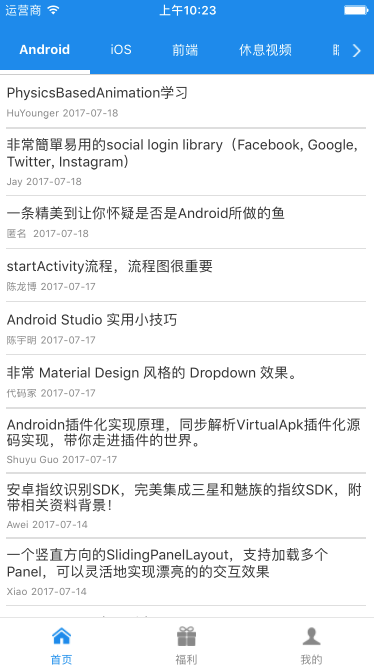 运营商 上午10:23
Android iOS 前端 休息视频
PhysicsBasedAnimation学习
HuYounger 2017-07-18
非常簡單易用的social login library（Facebook, Google,
Twitter, Instagram）
Jay 2017-07-18
一条精美到让你怀疑是否是Android所做的鱼
匿名 2017-07-18
startActivity流程，流程图很重要
陈龙博 2017-07-17
Android Studio 实用小技巧
陈宇明 2017-07-17
非常 Material Design 风格的 Dropdown 效果。
代码家 2017-07-17
Androidn插件化实现原理，同步解析VirtualApk插件化源
码实现，带你走进插件的世界。
Shuyu Guo 2017-07-17
安卓指纹识别SDK，完美集成三星和魅族的指纹SDK，附
带相关资料背景！
Awei 2017-07-14
一个竖直方向的SlidingPanelLayout，支持加载多个
Panel，可以灵活地实现漂亮的的交互效果
Xiao 2017-07-14
首页 福利 我的